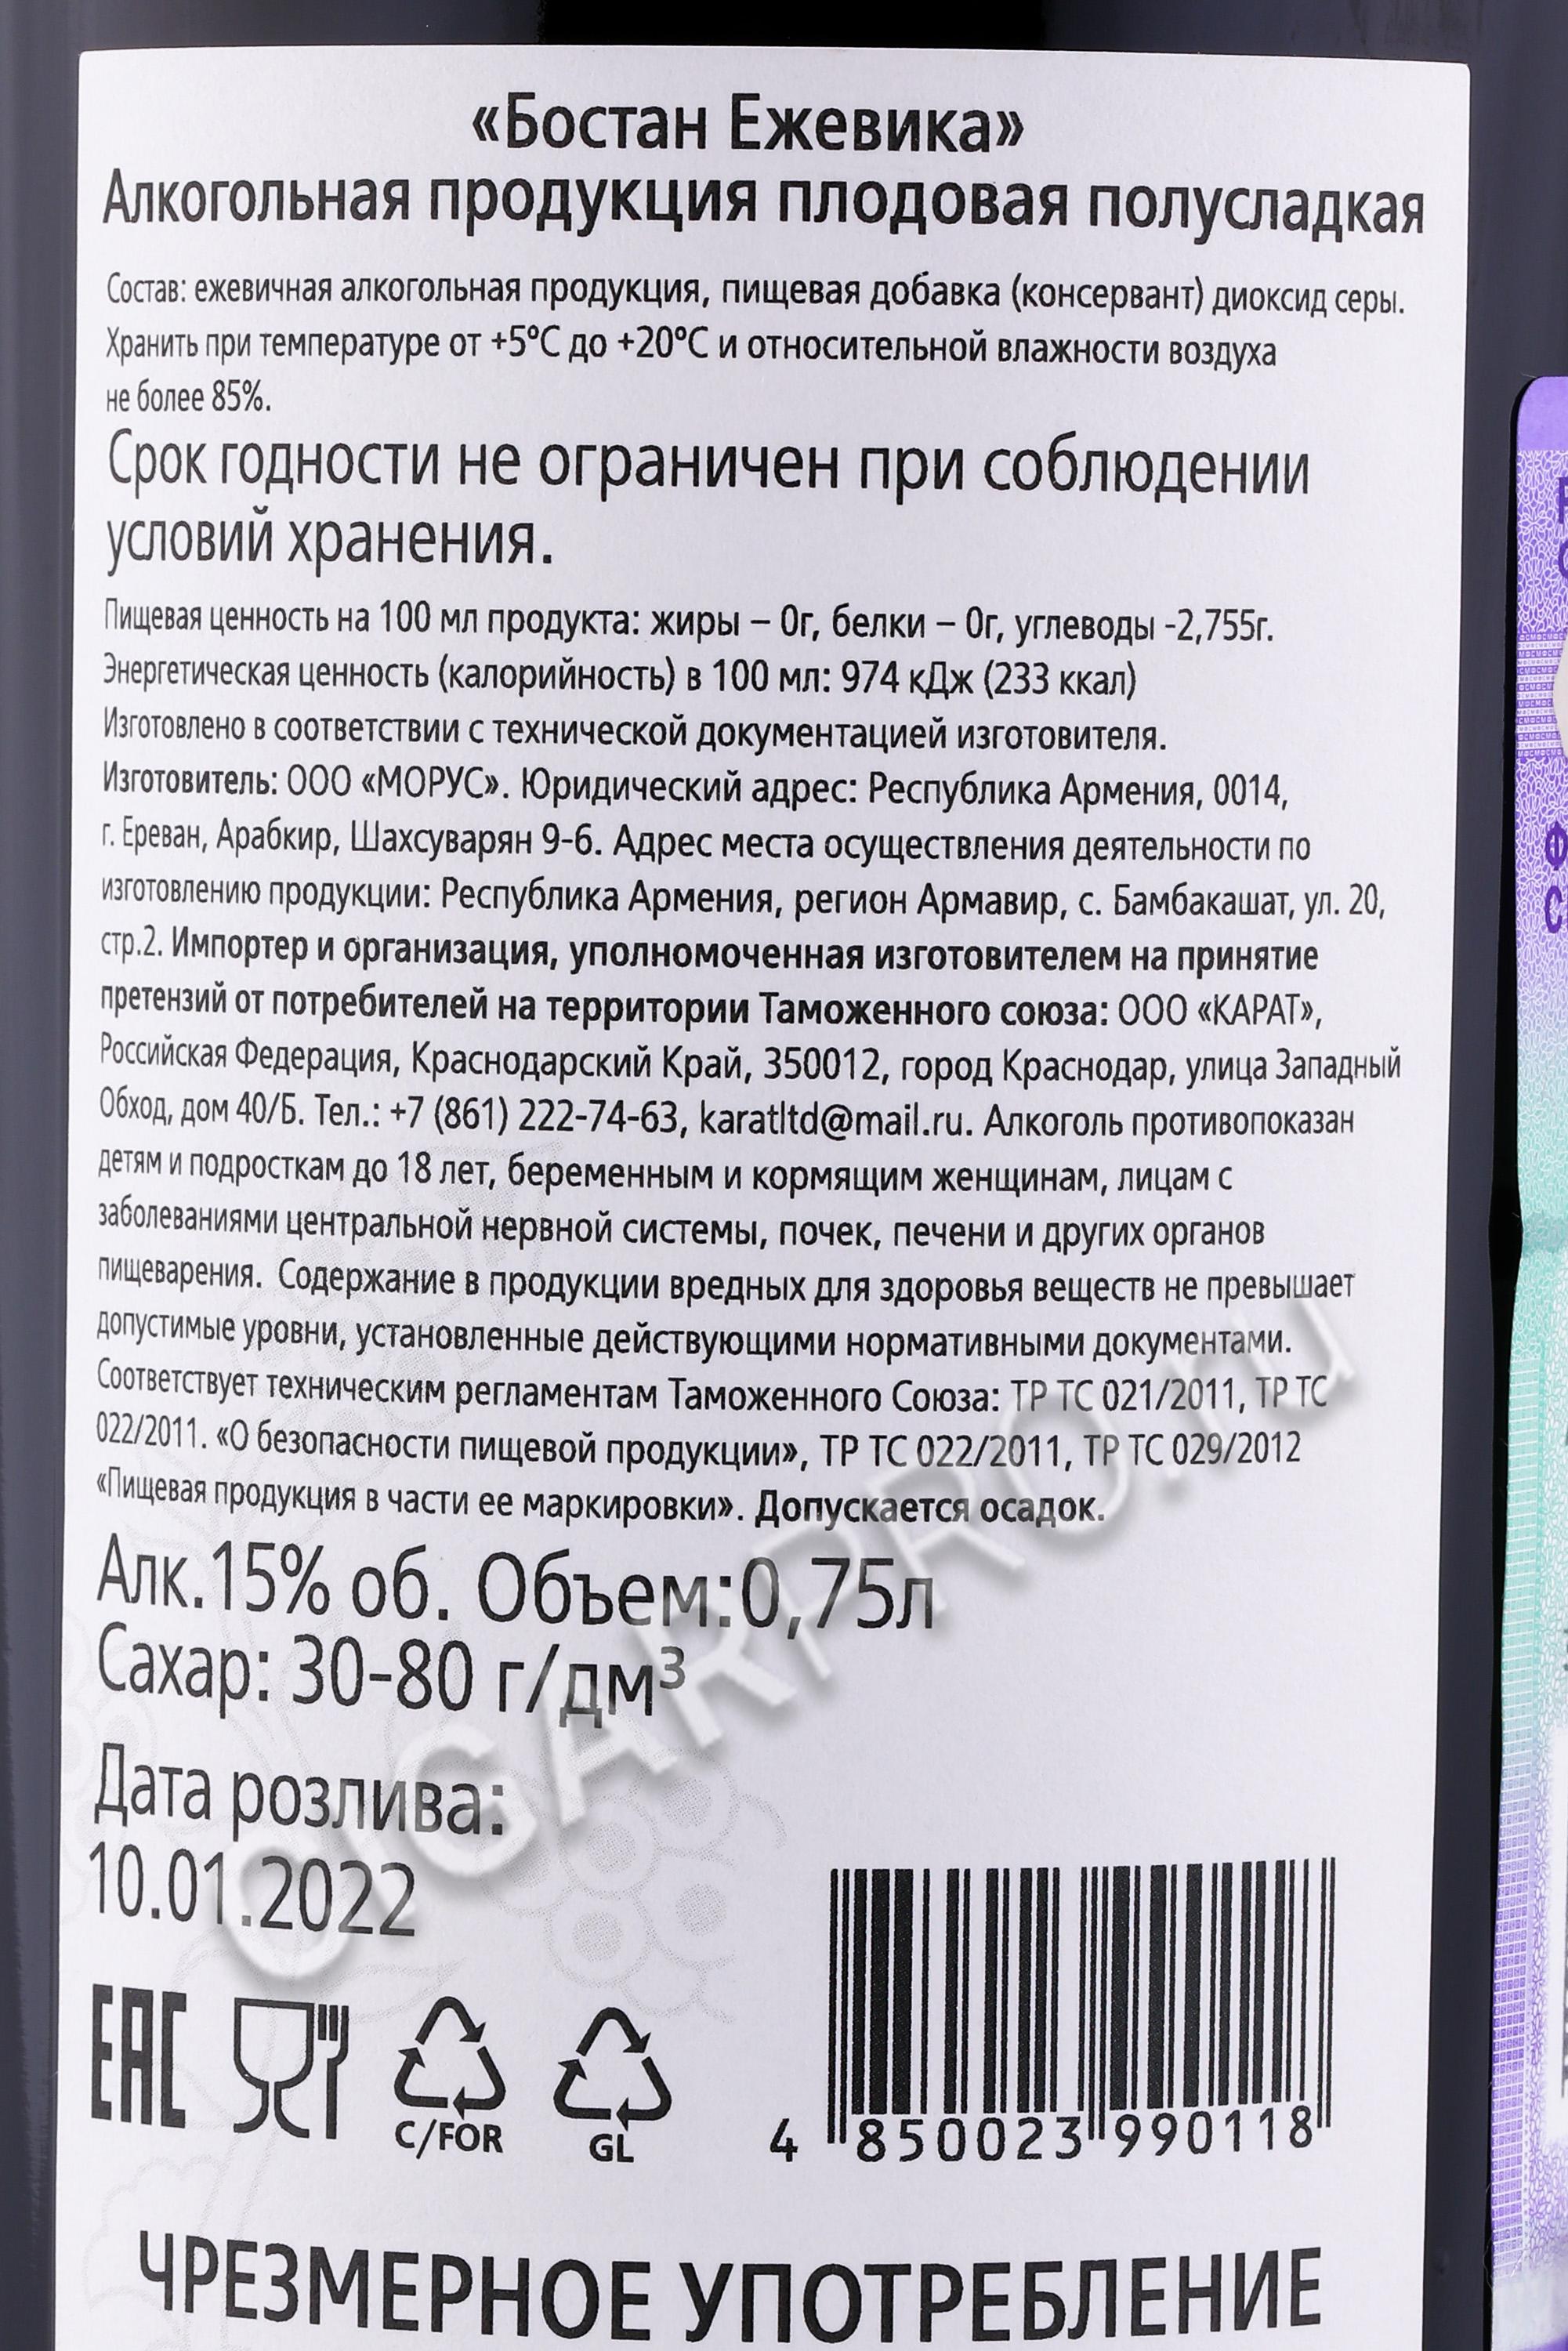 «Бостан Ежевика»
Алкогольная продукция плодовая полусладкая
Состав: ежевичная алкогольная продукция, пищевая добавка (консервант) диоксид серы.
Хранить при температуре от +5°С до +20°С и относительной влажности воздуха
не более 85%.
Срок годности не ограничен при соблюдении
условий хранения.
Пищевая ценность на 100 мл продукта: жиры – 0г, белки – 0г, углеводы -2,755г.
Энергетическая ценность (калорийность) в 100 мл: 974 кДж (233 ккал)
Изготовлено в соответствии с технической документацией изготовителя.
Изготовитель: ООО «МОРУС». Юридический адрес: Республика Армения, 0014,
г. Ереван, Арабкир, Шахсуварян 9-6. Адрес места осуществления деятельности по
изготовлению продукции: Республика Армения, регион Армавир, с. Бамбакашат, ул. 20,
стр.2. Импортер и организация, уполномоченная изготовителем на принятие
претензий от потребителей на территории Таможенного союза: ООО «КАРАТ»,
Российская Федерация, Краснодарский Край, 350012, город Краснодар, улица Западный
Обход, дом 40/Б. Тел.: +7 (861) 222-74-63, karatltd@mail.ru. Алкоголь противопоказан
детям и подросткам до 18 лет, беременным и кормящим женщинам, лицам с
заболеваниями центральной нервной системы, почек, печени и других органов
пищеварения. Содержание в продукции вредных для здоровья веществ не превышает
допустимые уровни, установленные действующими нормативными документами.
Соответствует техническим регламентам Таможенного Союза: ТР ТС 021/2011, ТР ТС
022/2011. «О безопасности пищевой продукции», ТР ТС 022/2011, ТР ТС 029/2012
«Пищевая продукция в части ее маркировки». Допускается осадок.
Алк.15% об. Объем:0,75л
Сахар: 30-80 г/дм³
Дата розлива:
10.01.2022
CIGARPRO.ru
EAC
C/FOR
GL
4 850023 990118
ЧРЕЗМЕРНОЕ УПОТРЕБЛЕНИЕ